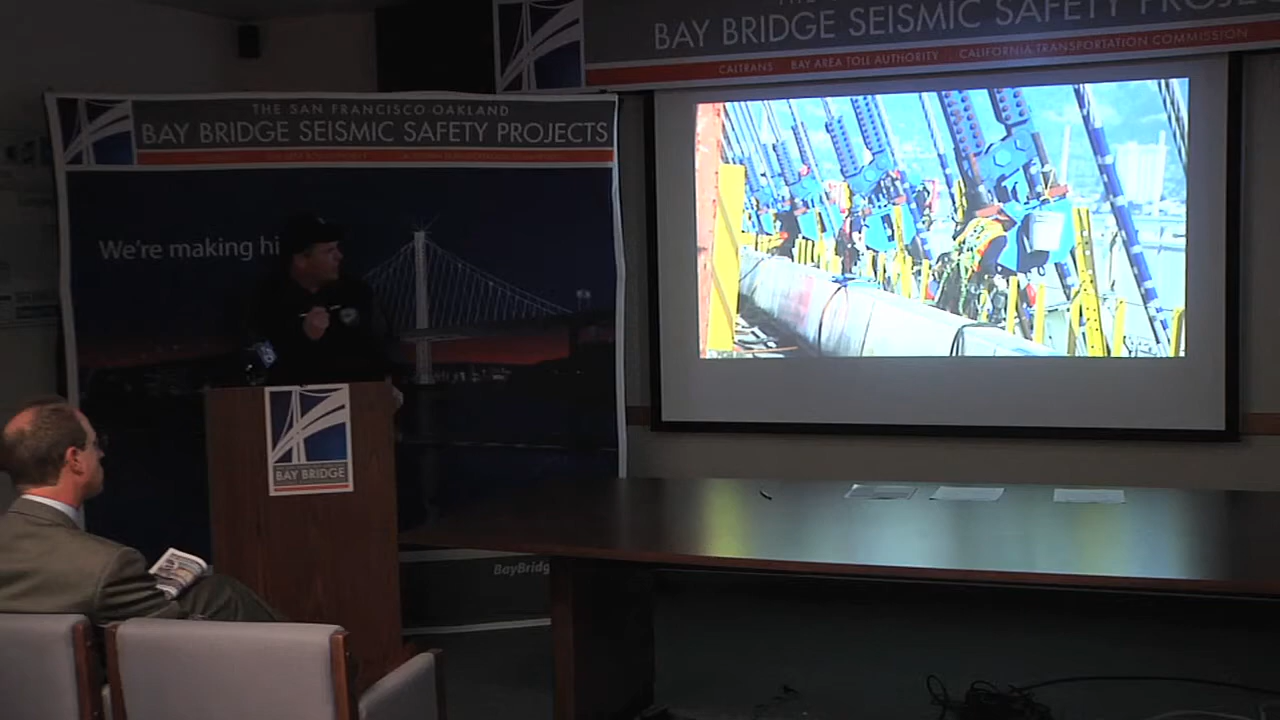 BAY BRIDGE SEISMIC SAFETY PROJEC
CALTRANS BAY AREA TOLL AUTHORITY CALIFORNIA TRANSPORTATION COMMISSION
THE SAN FRANCISCO-OAKLAND
BAY BRIDGE SEISMIC SAFETY PROJECTS
We're making hi
BAY BRIDGE
BayBridg